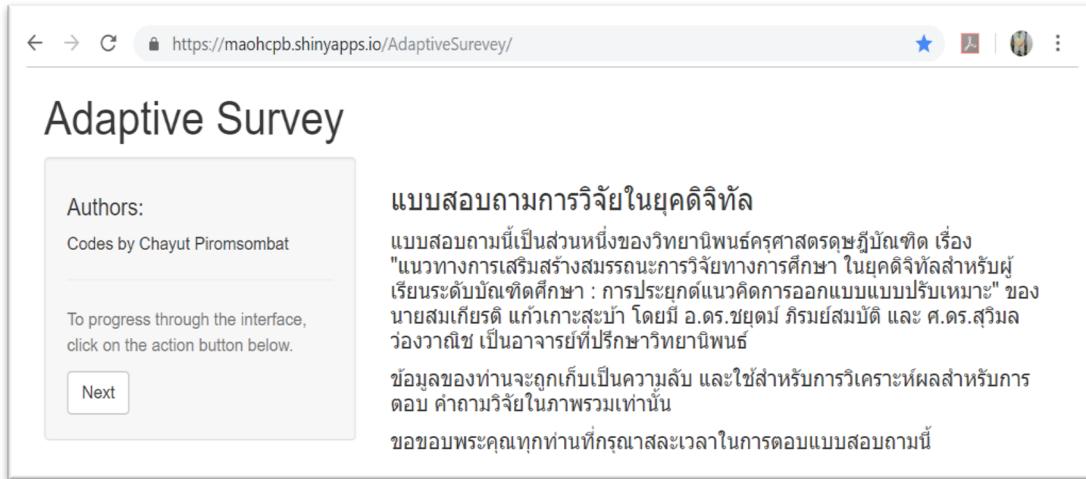 https://maohcpb.shinyapps.io/AdaptiveSurevey/
Adaptive Survey
Authors:
Codes by Chayut Piromsombat
To progress through the interface,
click on the action button below.
Next
แบบสอบถามการวิจัยในยุคดิจิทัล
แบบสอบถามนี้เป็นส่วนหนึ่งของวิทยานิพนธ์ครุศาสตรดุษฎีบัณฑิต เรื่อง
"แนวทางการเสริมสร้างสมรรถนะการวิจัยทางการศึกษา ในยุคดิจิทัลสำหรับผู้
เรียนระดับบัณฑิตศึกษา : การประยุกต์แนวคิดการออกแบบแบบปรับเหมาะ" ของ
นายสมเกียรติ แก้วเกาะสะบ้า โดยมี อ.ดร.ชยุตม์ ภิรมย์สมบัติ และ ศ.ดร.สุวิมล
ว่องวาณิช เป็นอาจารย์ที่ปรึกษาวิทยานิพนธ์
ข้อมูลของท่านจะถูกเก็บเป็นความลับ และใช้สำหรับการวิเคราะห์ผลสำหรับการ
ตอบ คำถามวิจัยในภาพรวมเท่านั้น
ขอขอบพระคุณทุกท่านที่กรุณาสละเวลาในการตอบแบบสอบถามนี้